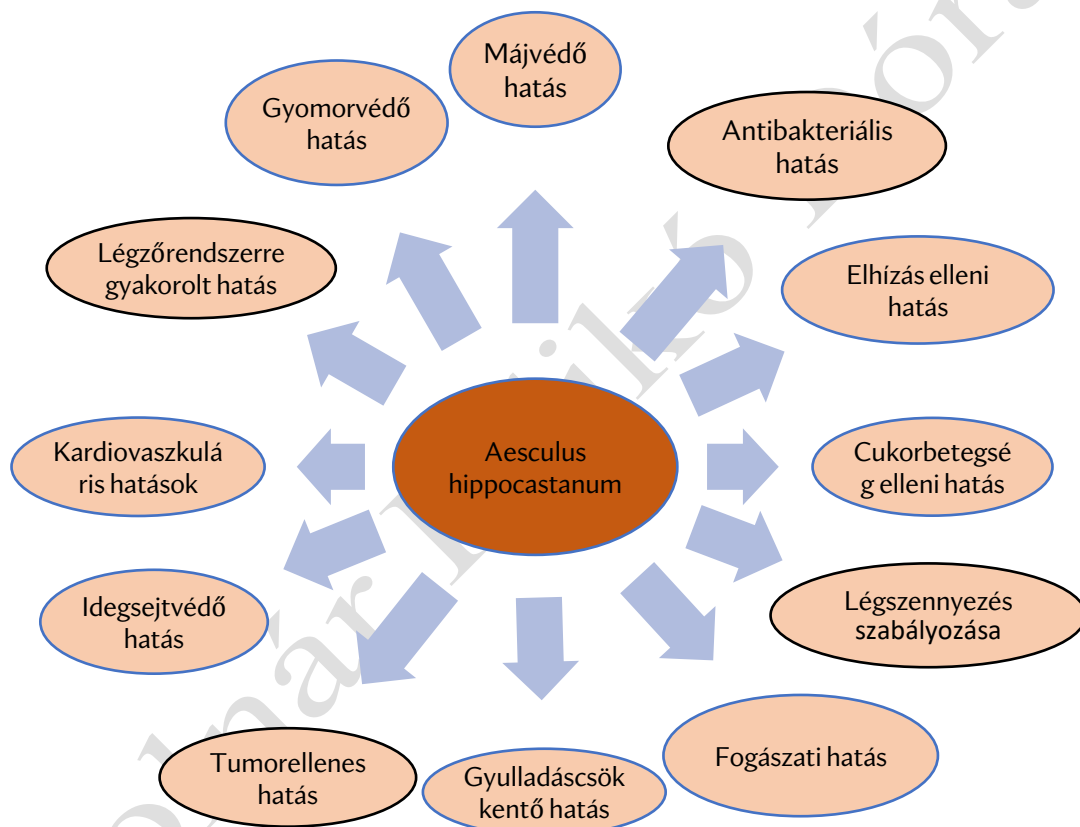 Májvédő
hatás
Gyomorvédő
hatás
Antibakteriális
hatás
Légzőrendszerre
gyakorolt hatás
Elhízás elleni
hatás
Kardiovaszkulá
ris hatások
Aesculus
hippocastanum
Cukorbetegsé
g elleni hatás
Idegsejtvédő
hatás
Légszennyezés
szabályozása
Tumorellenes
hatás
Gyulladáscsök
kentő hatás
Fogászati hatás